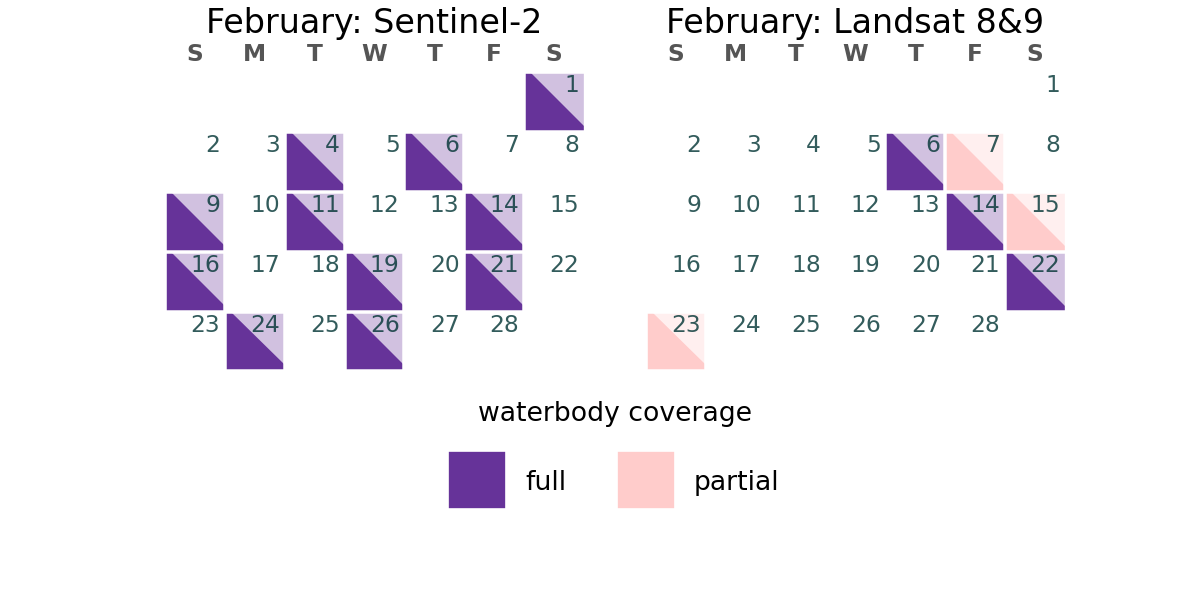 February: Sentinel-2
S M T W T F S
1
2 3 4 5 6 7 8
9 10 11 12 13 14 15
16 17 18 19 20 21 22
23 24 25 26 27 28
February: Landsat 8&9
S M T W T F S
1
2 3 4 5 6 7 8
9 10 11 12 13 14 15
16 17 18 19 20 21 22
23 24 25 26 27 28
waterbody coverage
full partial